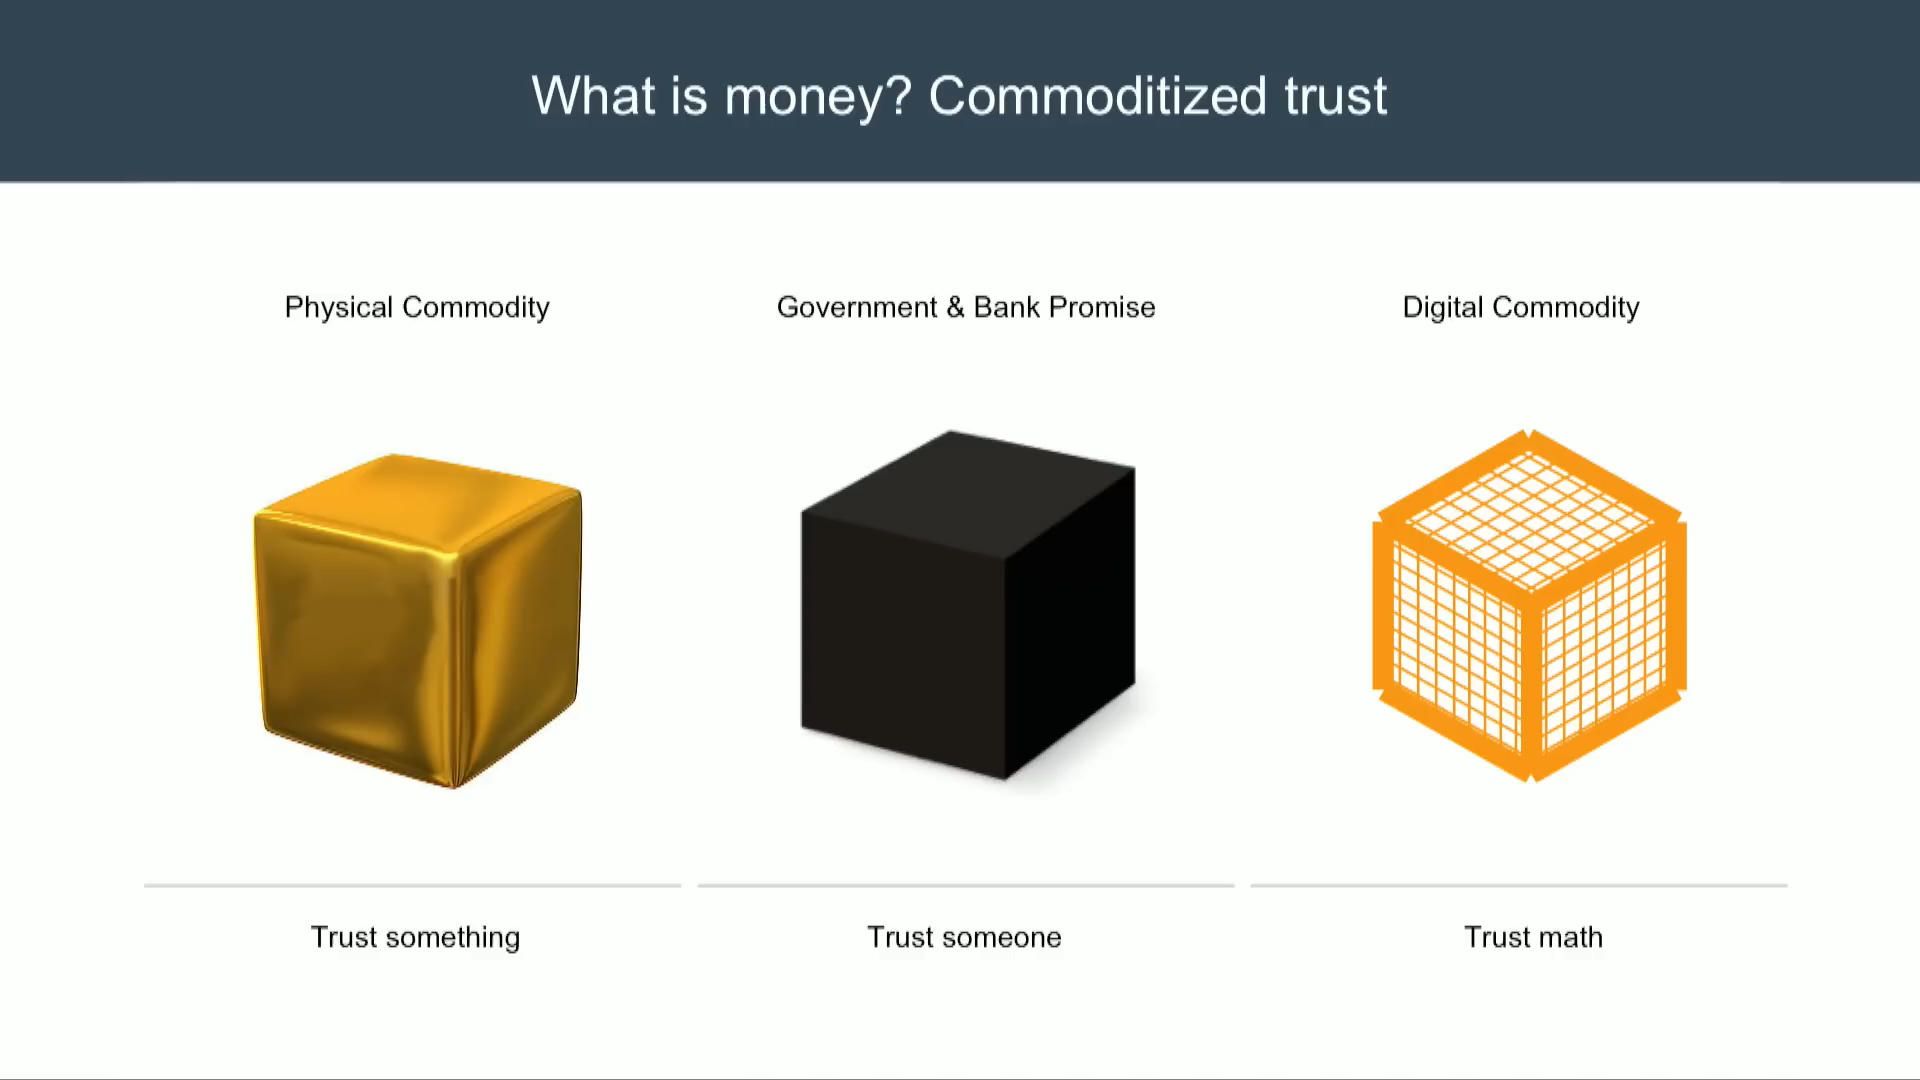 What is money? Commoditized trust
Physical Commodity
Government & Bank Promise
Digital Commodity
Trust something
Trust someone
Trust math